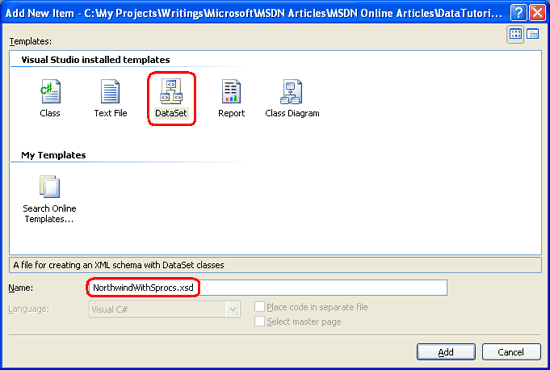 Add New Item - C:\My Projects\Writings\Microsoft\MSDN Articles\MSDN Online Articles\DataTutori...
Templates:
Visual Studio installed templates
Class
Text File
DataSet
Report
Class Diagram
My Templates
Search Online
Templates...
A file for creating an XML schema with DataSet classes
Name:
NorthwindWithSprocs.xsd
Language:
Visual C#
Place code in separate file
Select master page
Add
Cancel